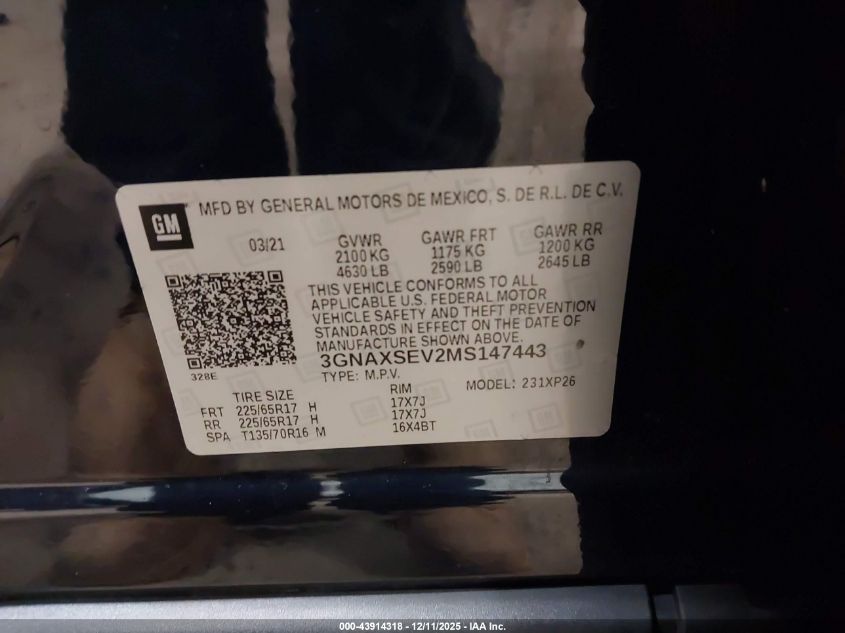 GM
MFD BY GENERAL MOTORS DE MEXICO, S. DE R.L. DE C.V.
03/21 GVWR GAWR FRT GAWR RR
2100 KG 1175 KG 1200 KG
4630 LB 2590 LB 2645 LB
THIS VEHICLE CONFORMS TO ALL
APPLICABLE U.S. FEDERAL MOTOR
VEHICLE SAFETY AND THEFT PREVENTION
STANDARDS IN EFFECT ON THE DATE OF
MANUFACTURE SHOWN ABOVE.
3GNAXSEV2MS147443
328E
TYPE: M.P.V. MODEL: 231XP26
TIRE SIZE RIM
FRT 225/65R17 H 17X7J
RR 225/65R17 H 17X7J
SPA T135/70R16 M 16X4BT
000-43914318 - 12/11/2025 - IAA Inc.